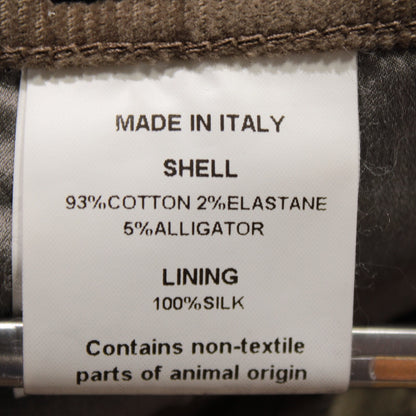 MADE IN ITALY
SHELL
93%COTTON 2%ELASTANE
5%ALLIGATOR
LINING
100%SILK
Contains non-textile
parts of animal origin